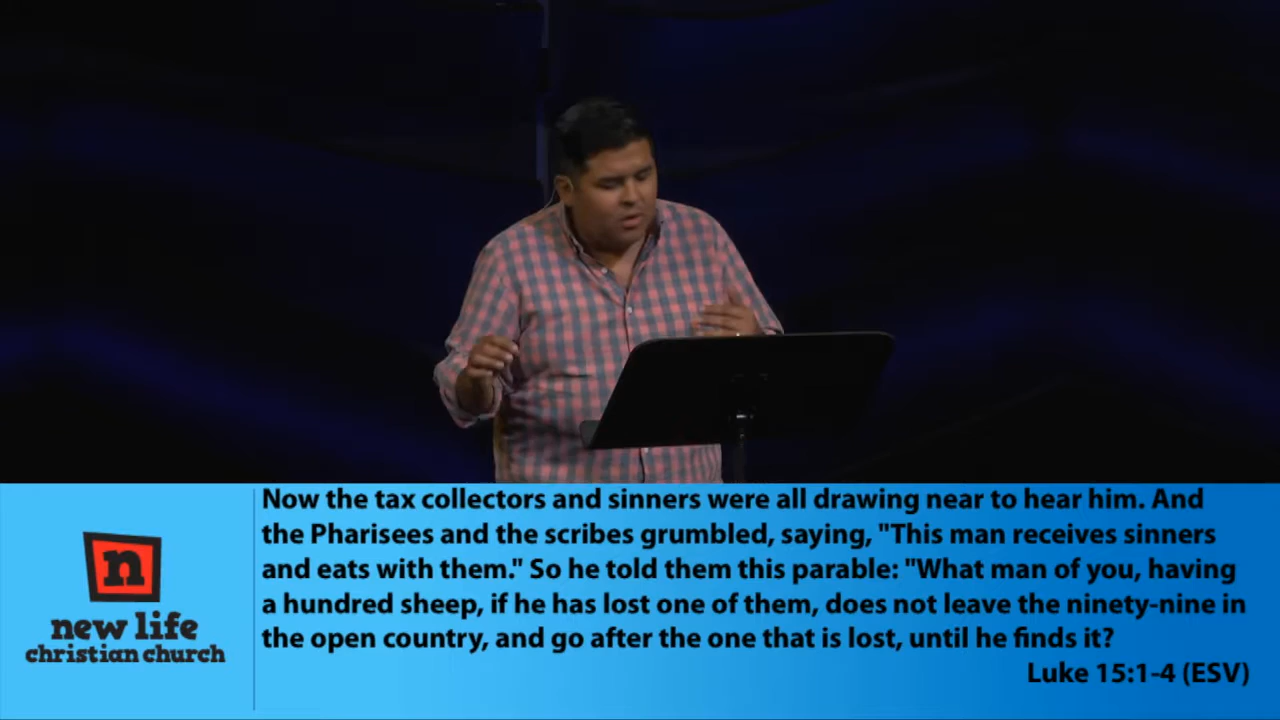 Now the tax collectors and sinners were all drawing near to hear him. And
the Pharisees and the scribes grumbled, saying, "This man receives sinners
and eats with them." So he told them this parable: "What man of you, having
a hundred sheep, if he has lost one of them, does not leave the ninety-nine in
the open country, and go after the one that is lost, until he finds it?
Luke 15:1-4 (ESV)
n
new life
christian church